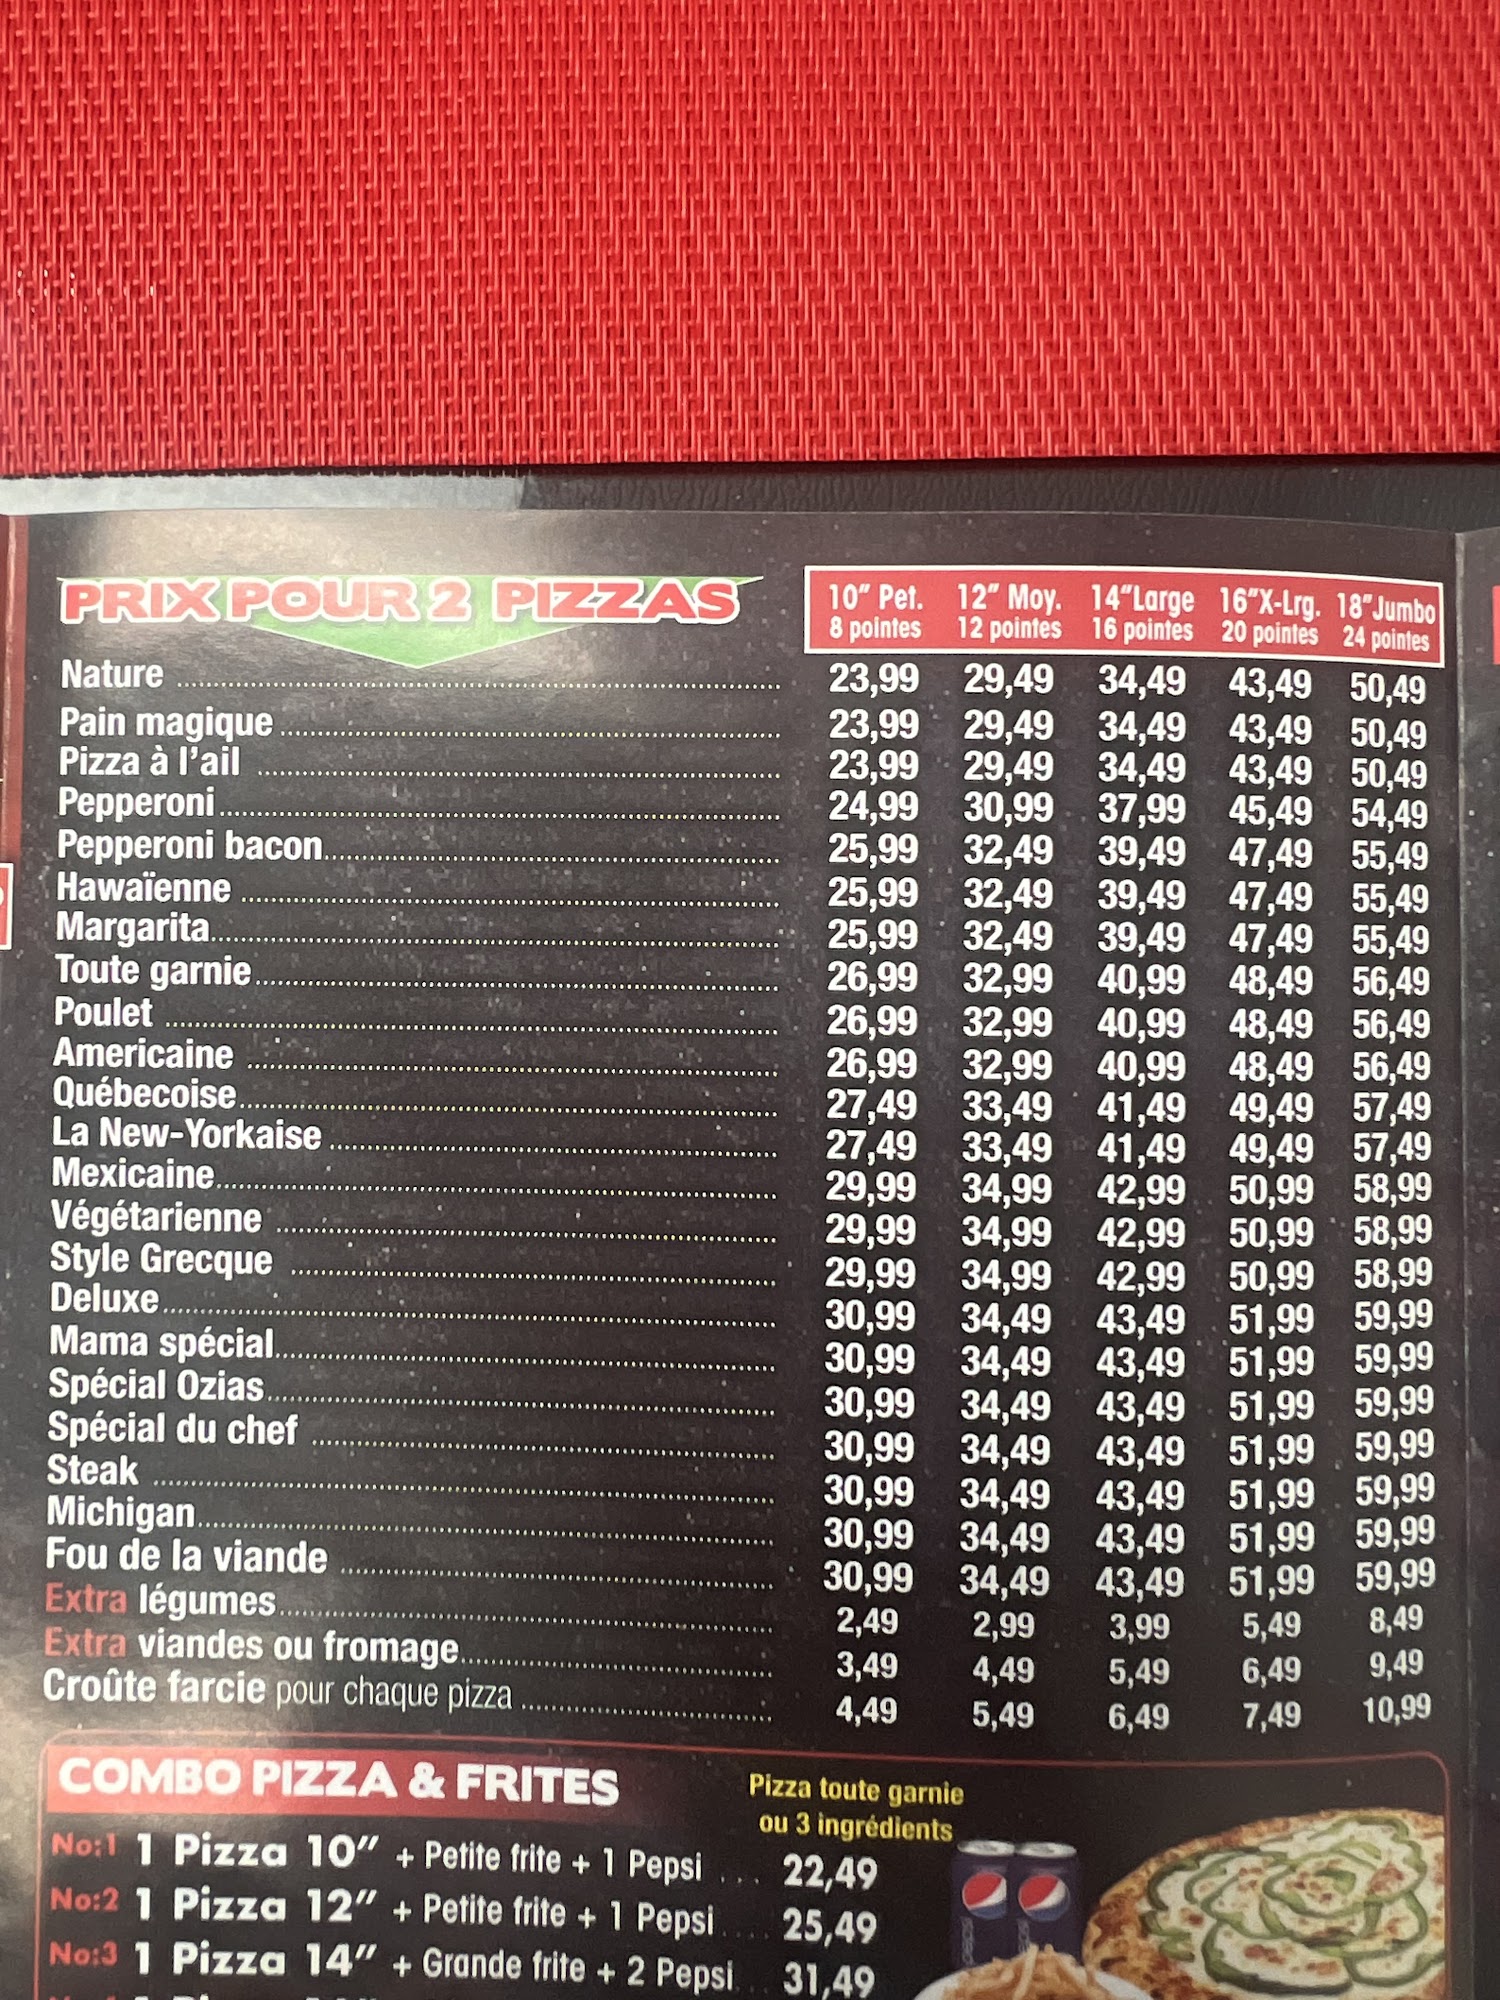 PRIX POUR 2 PIZZAS
10" Pet. 12" Moy. 14"Large 16"X-Lrg. 18"Jumbo
8 pointes 12 pointes 16 pointes 20 pointes 24 pointes
Nature 23,99 29,49 34,49 43,49 50,49
Pain magique 23,99 29,49 34,49 43,49 50,49
Pizza à l'ail 23,99 29,49 34,49 43,49 50,49
Pepperoni 24,99 30,99 37,99 45,49 54,49
Pepperoni bacon 25,99 32,49 39,49 47,49 55,49
Hawaïenne 25,99 32,49 39,49 47,49 55,49
Margarita 25,99 32,49 39,49 47,49 55,49
Toute garnie 26,99 32,99 40,99 48,49 56,49
Poulet 26,99 32,99 40,99 48,49 56,49
Americaine 26,99 32,99 40,99 48,49 56,49
Québecoise 27,49 33,49 41,49 49,49 57,49
La New-Yorkaise 27,49 33,49 41,49 49,49 57,49
Mexicaine 29,99 34,99 42,99 50,99 58,99
Végétarienne 29,99 34,99 42,99 50,99 58,99
Style Grecque 29,99 34,99 42,99 50,99 58,99
Deluxe 30,99 34,49 43,49 51,99 59,99
Mama spécial 30,99 34,49 43,49 51,99 59,99
Spécial Ozias 30,99 34,49 43,49 51,99 59,99
Spécial du chef 30,99 34,49 43,49 51,99 59,99
Steak 30,99 34,49 43,49 51,99 59,99
Michigan 30,99 34,49 43,49 51,99 59,99
Fou de la viande 30,99 34,49 43,49 51,99 59,99
Extra légumes 2,49 2,99 3,99 5,49 8,49
Extra viandes ou fromage 3,49 4,49 5,49 6,49 9,49
Croûte farcie pour chaque pizza 4,49 5,49 6,49 7,49 10,99
COMBO PIZZA & FRITES
Pizza toute garnie
ou 3 ingrédients
No:1 1 Pizza 10" + Petite frite + 1 Pepsi ... 22,49
No:2 1 Pizza 12" + Petite frite + 1 Pepsi .... 25,49
No:3 1 Pizza 14" + Grande frite + 2 Pepsi .. 31,49